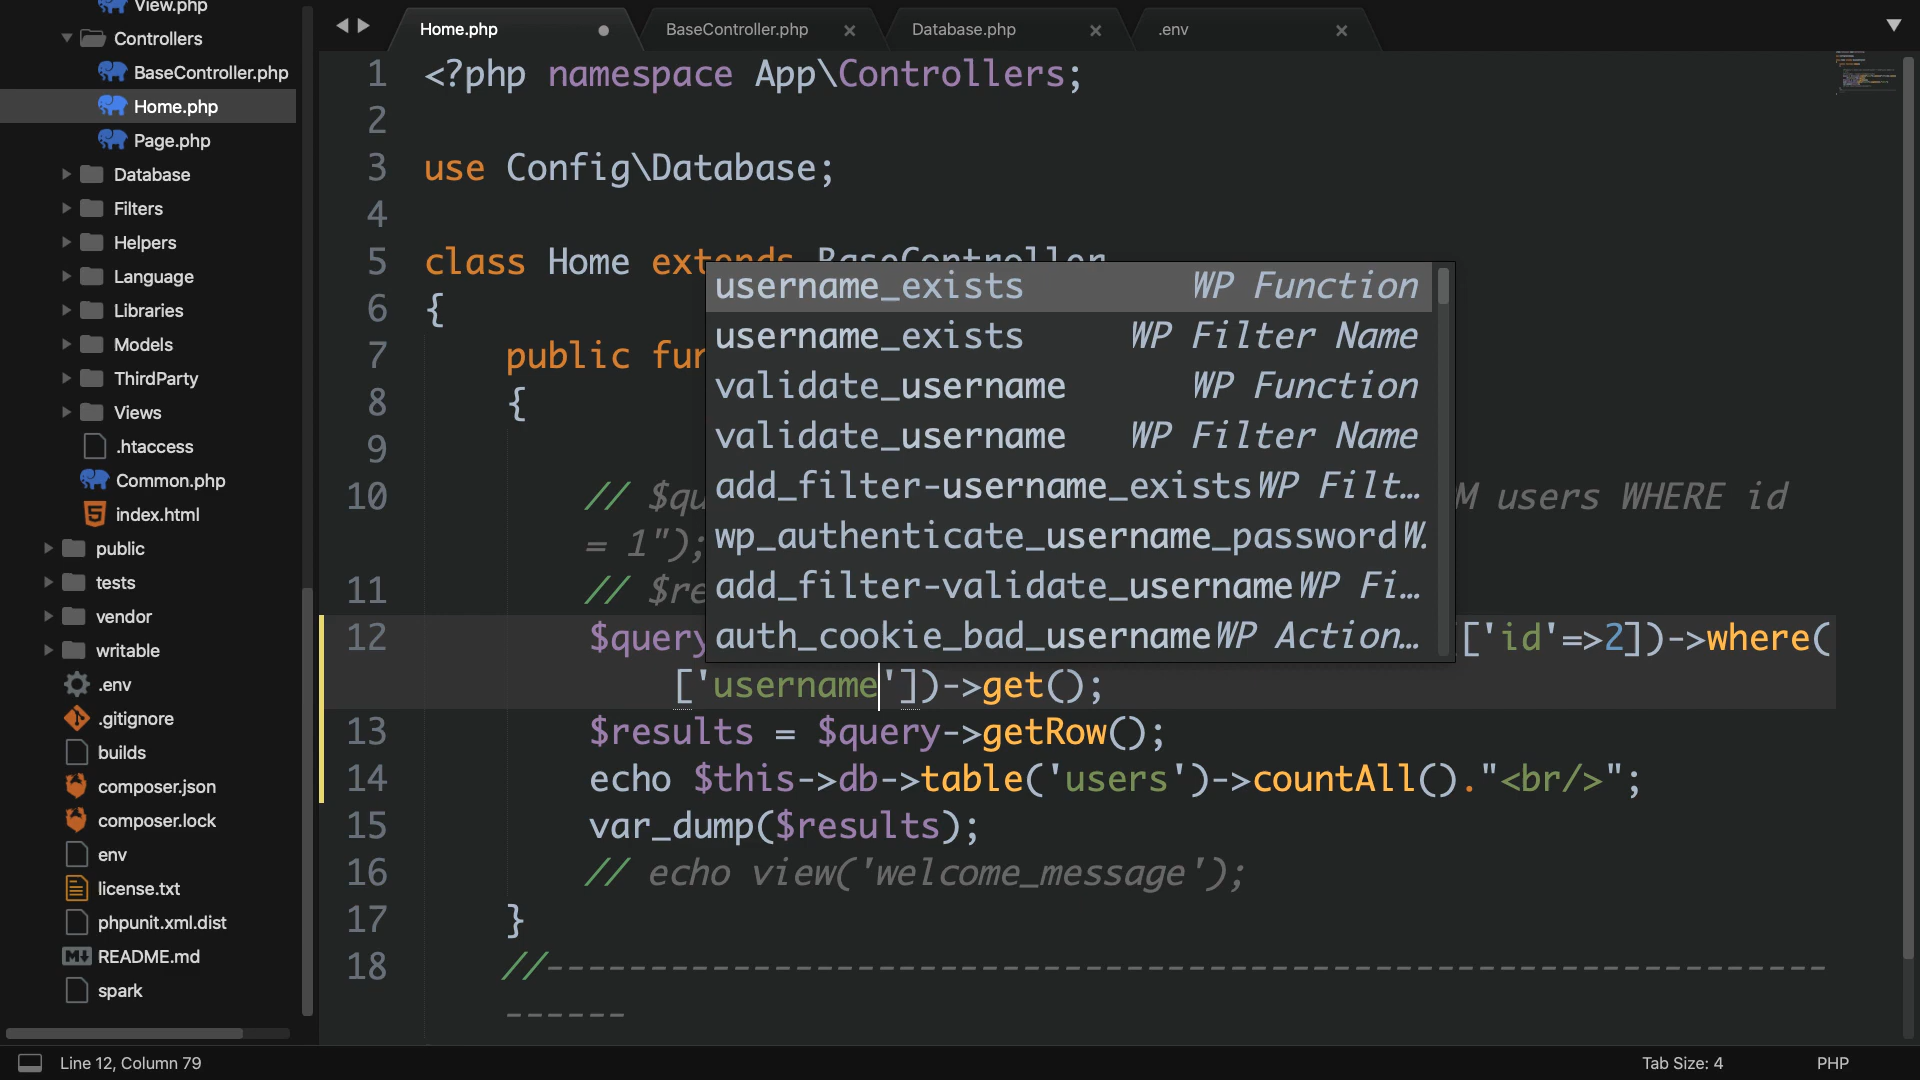 View.php
Controllers
BaseController.php
Home.php
Page.php
Database
Filters
Helpers
Language
Libraries
Models
ThirdParty
Views
.htaccess
Common.php
index.html
public
tests
vendor
writable
.env
.gitignore
builds
composer.json
composer.lock
env
license.txt
phpunit.xml.dist
README.md
spark
Home.php
BaseController.php
Database.php
.env
1 <?php namespace App\Controllers;
2
3 use Config\Database;
4
5 class Home extends BaseController
6 {
7 public fun
8 {
9
10 // $qu M users WHERE id
= 1");
11 // $re
12 $query ['id'=>2])->where(
['username'])->get();
13 $results = $query->getRow();
14 echo $this->db->table('users')->countAll()."<br/>";
15 var_dump($results);
16 // echo view('welcome_message');
17 }
18 //--------------------------------------------------------------
------
username_exists WP Function
username_exists WP Filter Name
validate_username WP Function
validate_username WP Filter Name
add_filter-username_exists WP Filt…
wp_authenticate_username_password W.
add_filter-validate_username WP Fi…
auth_cookie_bad_username WP Action…
Line 12, Column 79
Tab Size: 4
PHP